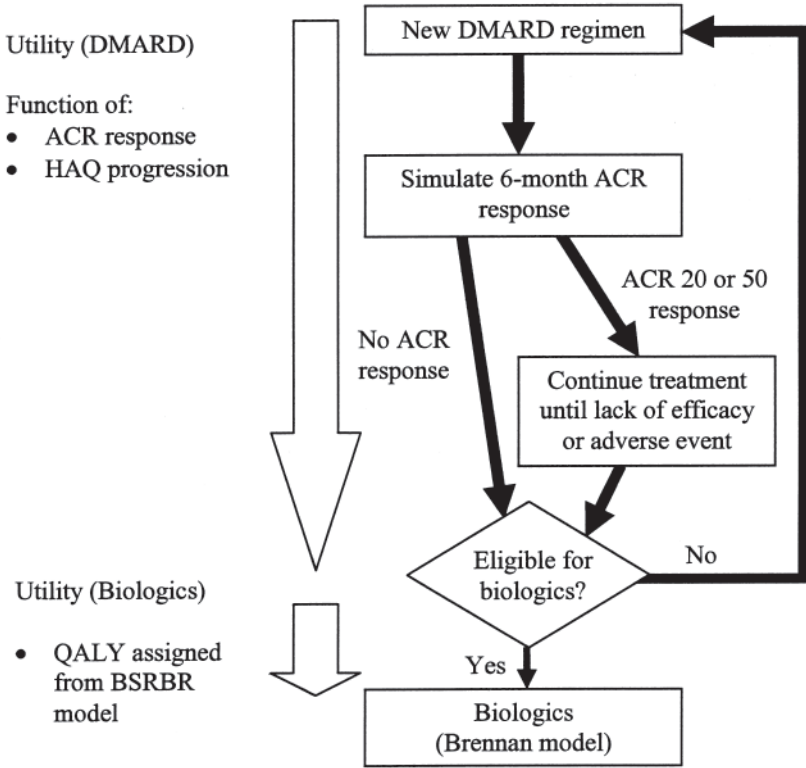 Utility (DMARD)
Function of:
• ACR response
• HAQ progression
New DMARD regimen
Simulate 6-month ACR
response
No ACR
response
ACR 20 or 50
response
Continue treatment
until lack of efficacy
or adverse event
Eligible for
biologics?
No
Yes
Utility (Biologics)
• QALY assigned
from BSRBR
model
Biologics
(Brennan model)